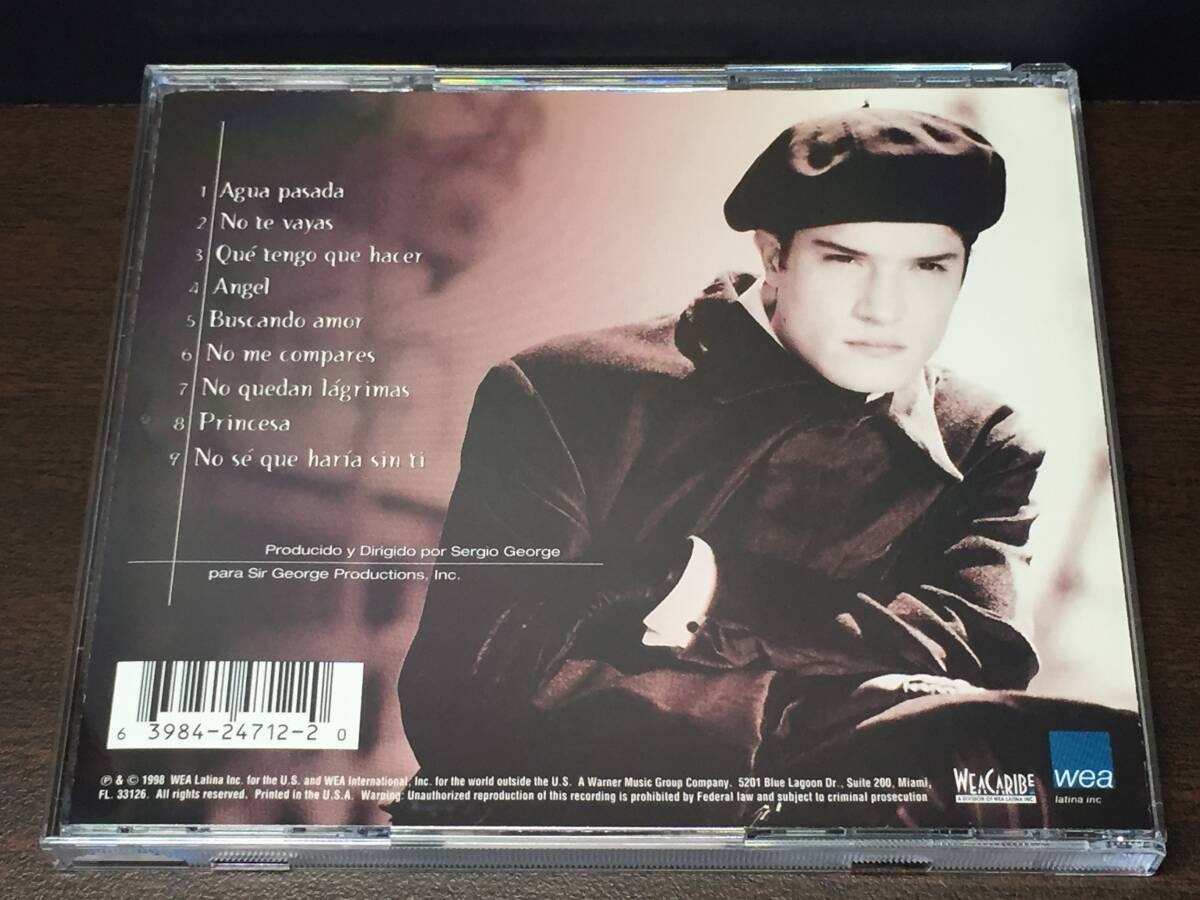 1 Agua pasada
2 No te vayas
3 Qué tengo que hacer
4 Angel
5 Buscando amor
6 No me compares
7 No quedan lágrimas
8 Princesa
9 No sé que haría sin ti
Producido y Dirigido por Sergio George
para Sir George Productions, Inc.
6 3984-24712-2 0
℗ & © 1998 WEA Latina Inc. for the U.S. and WEA International, Inc. for the world outside the U.S. A Warner Music Group Company. 5201 Blue Lagoon Dr., Suite 200, Miami,
FL. 33126. All rights reserved. Printed in the U.S.A. Warning: Unauthorized reproduction of this recording is prohibited by Federal law and subject to criminal prosecution
WEACARIBE
A DIVISION OF WEA LATINA INC.
wea
latina inc